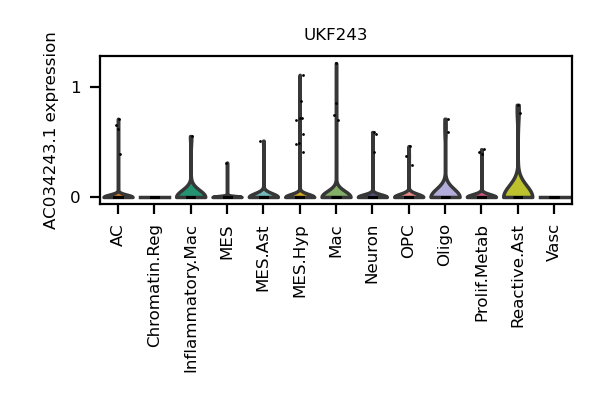 UKF243
AC034243.1 expression
1
0
AC
Chromatin.Reg
Inflammatory.Mac
MES
MES.Ast
MES.Hyp
Mac
Neuron
OPC
Oligo
Prolif.Metab
Reactive.Ast
Vasc